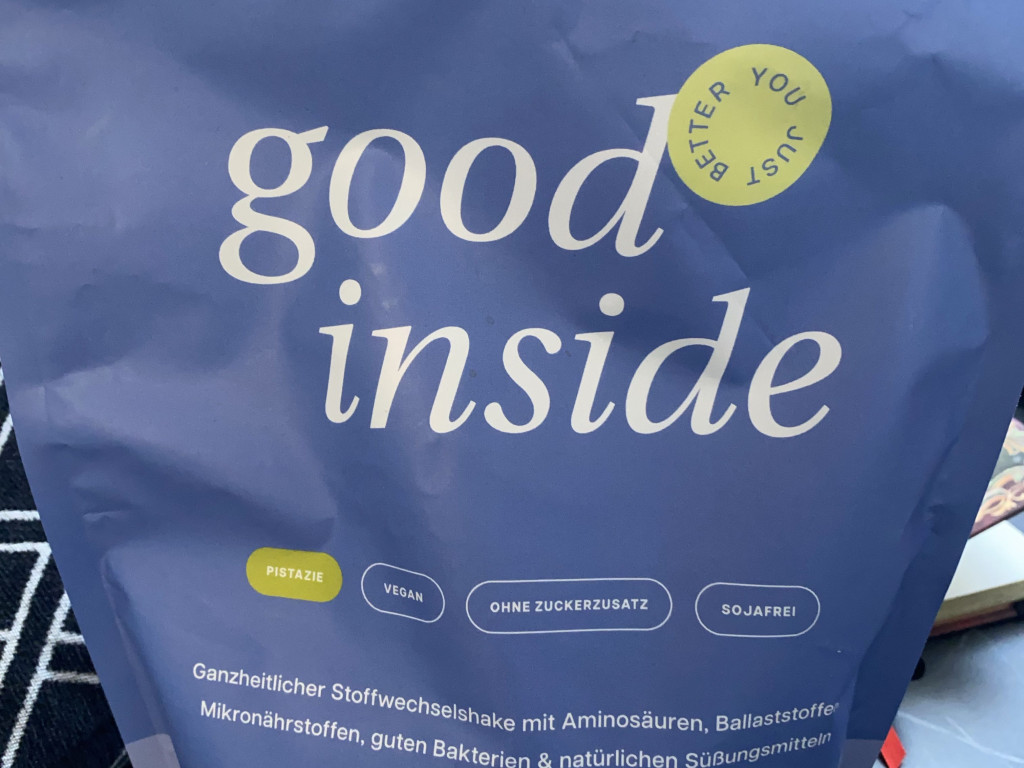 good
inside
YOU JUST BETTER
PISTAZIE
VEGAN
OHNE ZUCKERZUSATZ
SOJAFREI
Ganzheitlicher Stoffwechselshake mit Aminosäuren, Ballaststoffen
Mikronährstoffen, guten Bakterien & natürlichen Süßungsmitteln